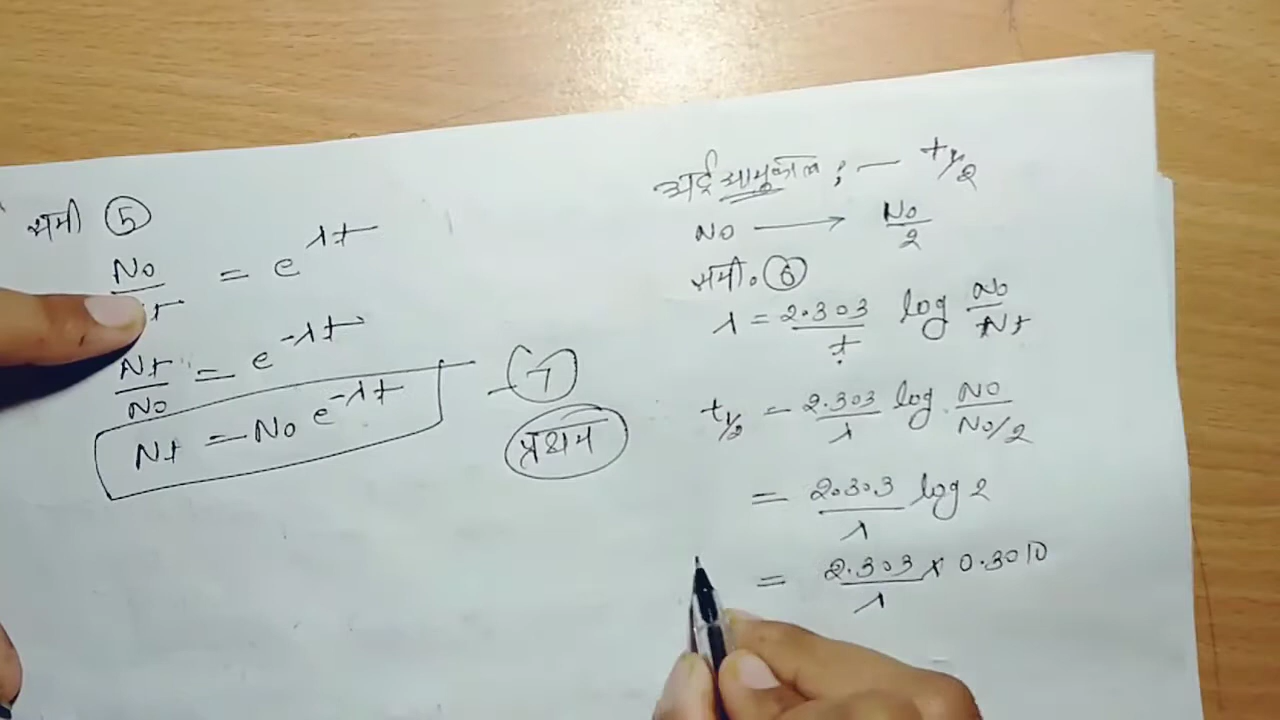 समी ⑤
No/Nt = e^λt
Nt/No = e^-λt
Nt = No e^-λt — ⑦
प्रथम
अर्द्ध आयुकाल ; — t1/2
No ⟶ No/2
समी. ⑥
λ = 2.303/t log No/Nt
t1/2 = 2.303/λ log No/No/2
= 2.303/λ log 2
= 2.303/λ × 0.3010